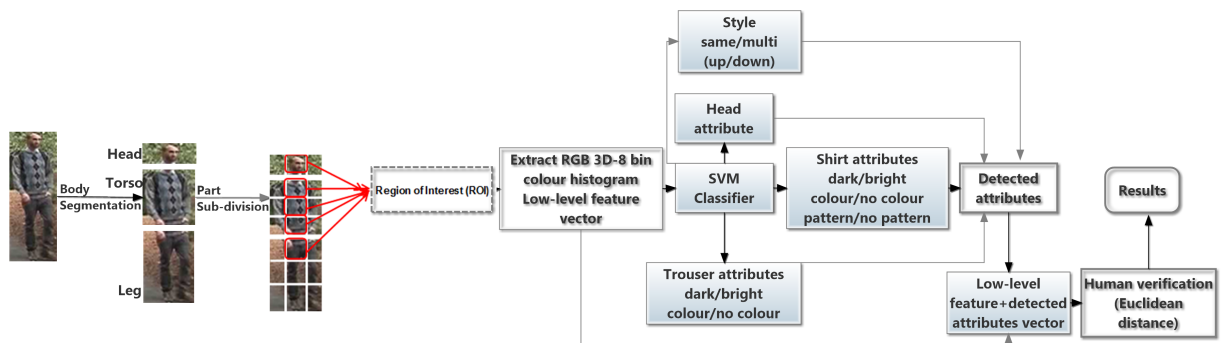 Head
Torso
Leg
Body
Segmentation
Part
Sub-division
Region of Interest (ROI)
Extract RGB 3D-8 bin
colour histogram
Low-level feature
vector
Style
same/multi
(up/down)
Head
attribute
SVM
Classifier
Trouser attributes
dark/bright
colour/no colour
Shirt attributes
dark/bright
colour/no colour
pattern/no pattern
Detected
attributes
Low-level
feature+detected
attributes vector
Human verification
(Euclidean
distance)
Results